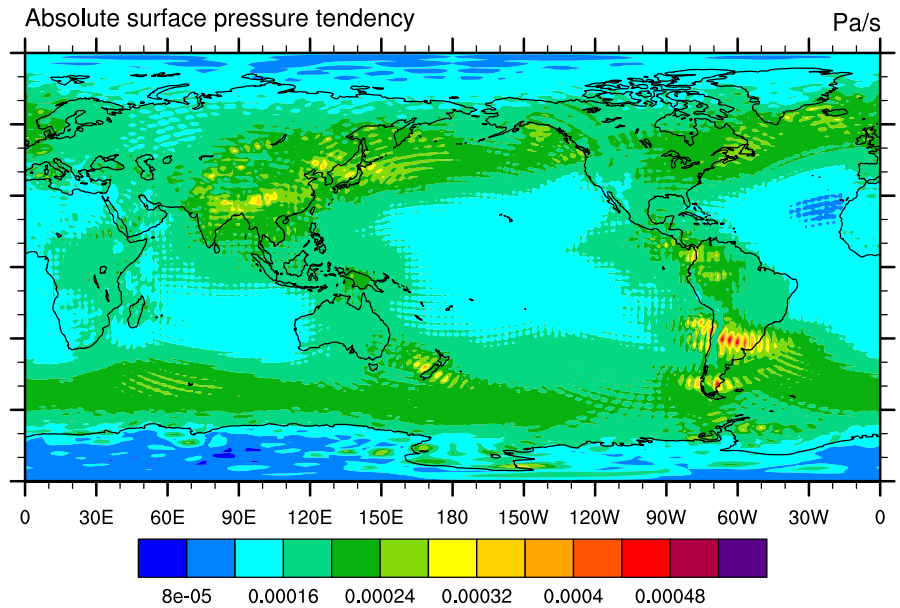 Absolute surface pressure tendency Pa/s
0 30E 60E 90E 120E 150E 180 150W 120W 90W 60W 30W 0
8e-05 0.00016 0.00024 0.00032 0.0004 0.00048